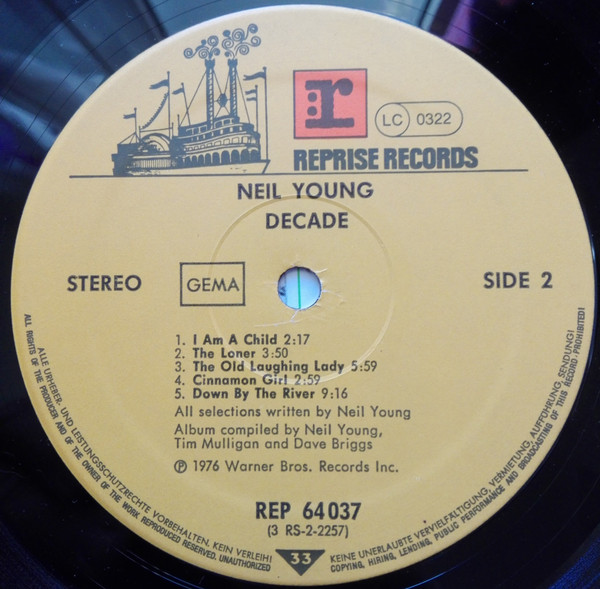 r
LC 0322
REPRISE RECORDS
NEIL YOUNG
DECADE
STEREO
GEMA
SIDE 2
1. I Am A Child 2:17
2. The Loner 3:50
3. The Old Laughing Lady 5:59
4. Cinnamon Girl 2:59
5. Down By The River 9:16
All selections written by Neil Young
Album compiled by Neil Young,
Tim Mulligan and Dave Briggs
℗ 1976 Warner Bros. Records Inc.
REP 64 037
(3 RS-2-2257)
33
ALLE URHEBER- UND LEISTUNGSSCHUTZRECHTE VORBEHALTEN. KEIN VERLEIH! KEINE UNERLAUBTE VERVIELFÄLTIGUNG, VERMIETUNG, AUFFÜHRUNG, SENDUNG!
ALL RIGHTS OF THE PRODUCER AND OF THE OWNER OF THE WORK REPRODUCED RESERVED. UNAUTHORIZED COPYING, HIRING, LENDING, PUBLIC PERFORMANCE AND BROADCASTING OF THIS RECORD PROHIBITED!